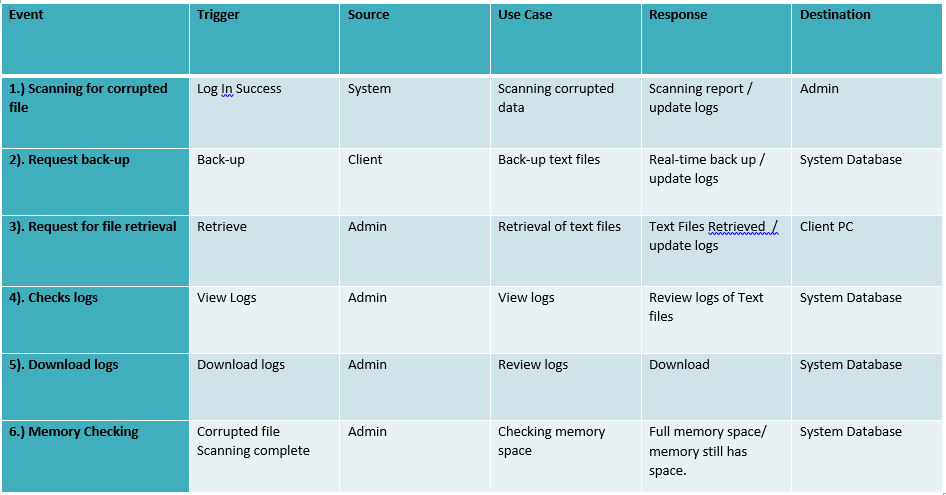 Event Trigger Source Use Case Response Destination
1.) Scanning for corrupted Log In Success System Scanning corrupted Scanning report / Admin
file data update logs
2). Request back-up Back-up Client Back-up text files Real-time back up / System Database
update logs
3). Request for file retrieval Retrieve Admin Retrieval of text files Text Files Retrieved / Client PC
update logs
4). Checks logs View Logs Admin View logs Review logs of Text System Database
files
5). Download logs Download logs Admin Review logs Download System Database
6.) Memory Checking Corrupted file Admin Checking memory Full memory space/ System Database
Scanning complete space memory still has
space.